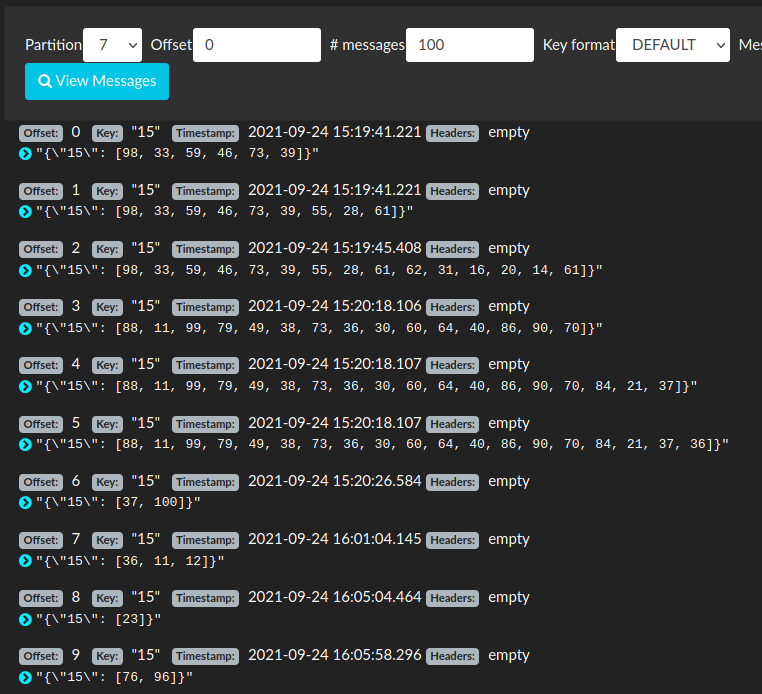 Partition 7 Offset 0 # messages 100 Key format DEFAULT Mes
View Messages
Offset: 0 Key: "15" Timestamp: 2021-09-24 15:19:41.221 Headers: empty
"{\"15\": [98, 33, 59, 46, 73, 39]}"
Offset: 1 Key: "15" Timestamp: 2021-09-24 15:19:41.221 Headers: empty
"{\"15\": [98, 33, 59, 46, 73, 39, 55, 28, 61]}"
Offset: 2 Key: "15" Timestamp: 2021-09-24 15:19:45.408 Headers: empty
"{\"15\": [98, 33, 59, 46, 73, 39, 55, 28, 61, 62, 31, 16, 20, 14, 61]}"
Offset: 3 Key: "15" Timestamp: 2021-09-24 15:20:18.106 Headers: empty
"{\"15\": [88, 11, 99, 79, 49, 38, 73, 36, 30, 60, 64, 40, 86, 90, 70]}"
Offset: 4 Key: "15" Timestamp: 2021-09-24 15:20:18.107 Headers: empty
"{\"15\": [88, 11, 99, 79, 49, 38, 73, 36, 30, 60, 64, 40, 86, 90, 70, 84, 21, 37]}"
Offset: 5 Key: "15" Timestamp: 2021-09-24 15:20:18.107 Headers: empty
"{\"15\": [88, 11, 99, 79, 49, 38, 73, 36, 30, 60, 64, 40, 86, 90, 70, 84, 21, 37, 36]}"
Offset: 6 Key: "15" Timestamp: 2021-09-24 15:20:26.584 Headers: empty
"{\"15\": [37, 100]}"
Offset: 7 Key: "15" Timestamp: 2021-09-24 16:01:04.145 Headers: empty
"{\"15\": [36, 11, 12]}"
Offset: 8 Key: "15" Timestamp: 2021-09-24 16:05:04.464 Headers: empty
"{\"15\": [23]}"
Offset: 9 Key: "15" Timestamp: 2021-09-24 16:05:58.296 Headers: empty
"{\"15\": [76, 96]}"